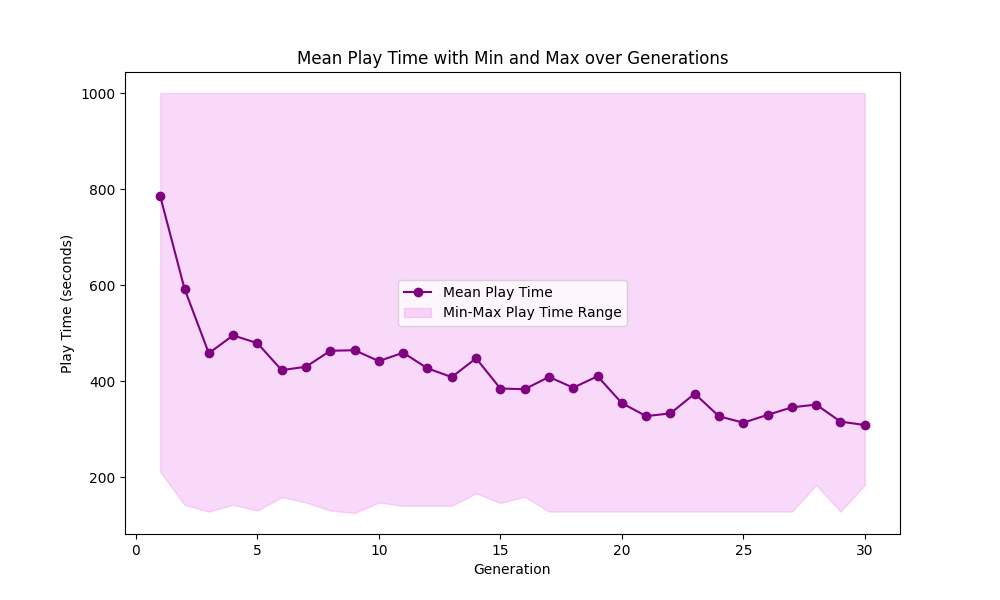 Mean Play Time with Min and Max over Generations
1000
800
600
400
200
Play Time (seconds)
Mean Play Time
Min-Max Play Time Range
0 5 10 15 20 25 30
Generation